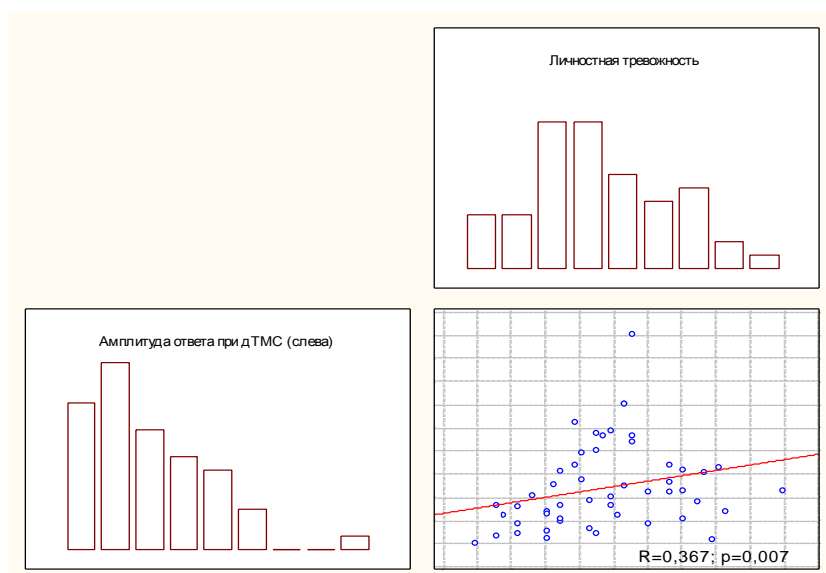 Личностная тревожность
Амплитуда ответа при дТМС (слева)
R=0,367; p=0,007